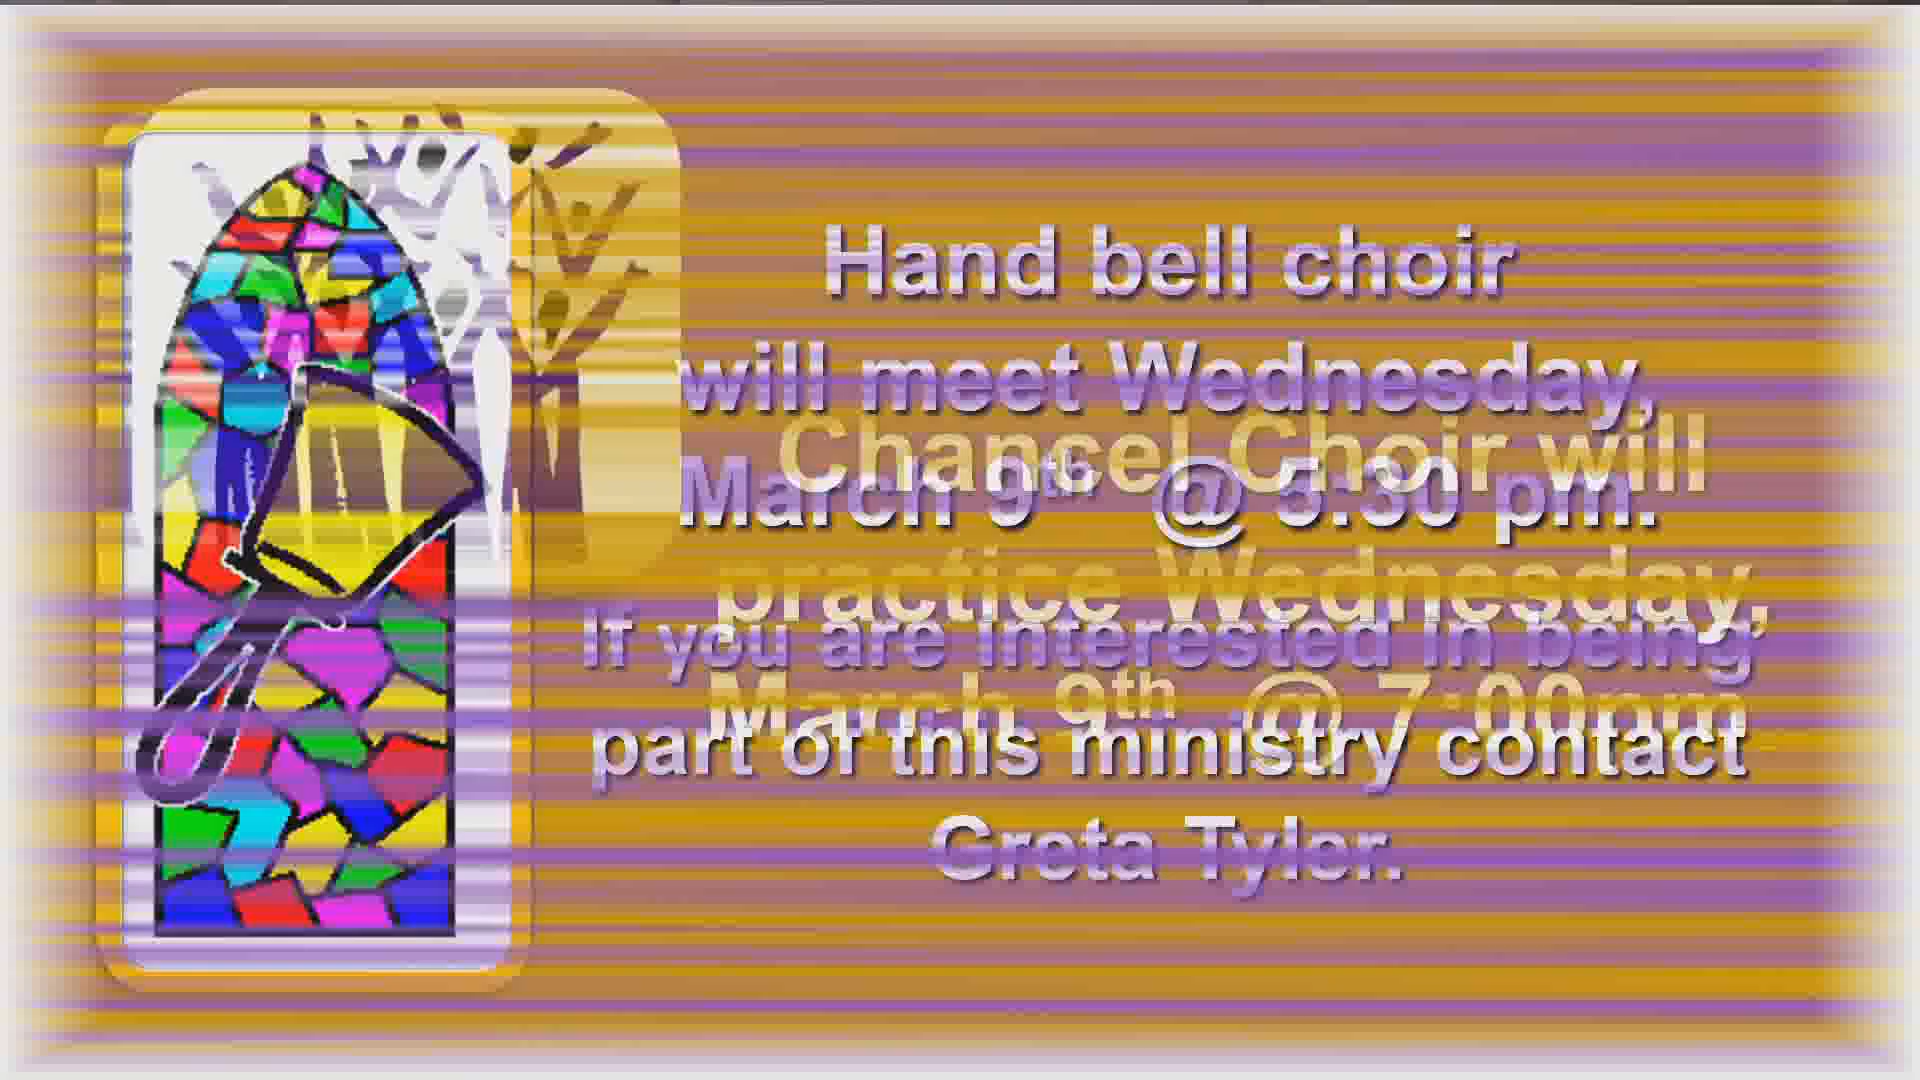 Hand bell choir
will meet Wednesday,
March 9th @ 5:30 pm.
If you are interested in being
part of this ministry contact
Greta Tyler.
Chancel Choir will
practice Wednesday,
March 9th @ 7:00pm